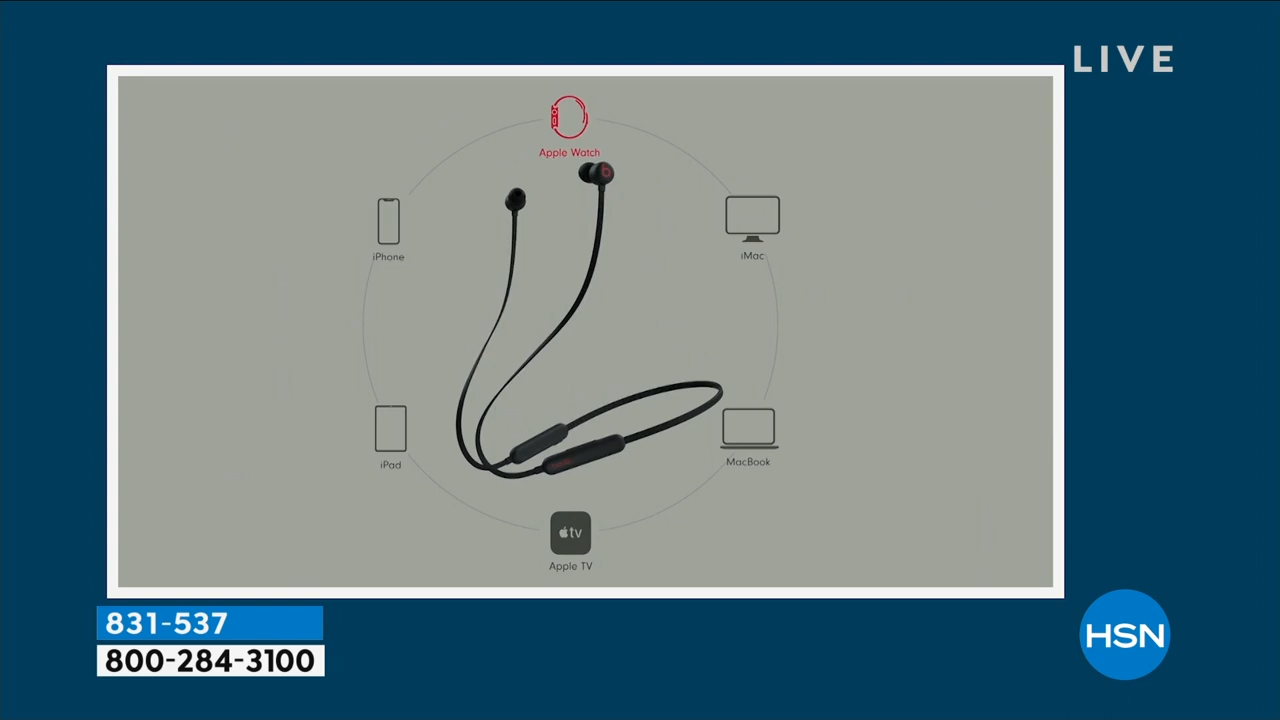 LIVE
Apple Watch
iPhone
iMac
iPad
MacBook
tv
Apple TV
831-537
800-284-3100
HSN